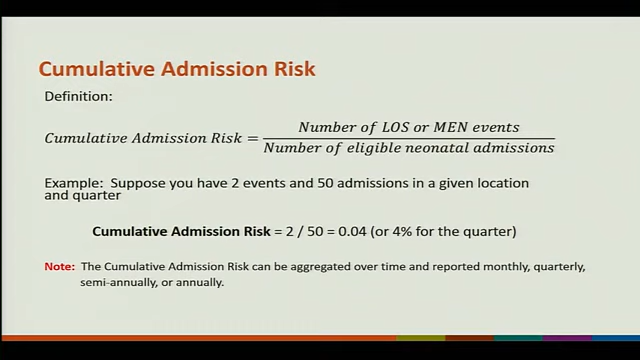 Cumulative Admission Risk
Definition:
Cumulative Admission Risk = Number of LOS or MEN events / Number of eligible neonatal admissions
Example: Suppose you have 2 events and 50 admissions in a given location
and quarter
Cumulative Admission Risk = 2 / 50 = 0.04 (or 4% for the quarter)
Note: The Cumulative Admission Risk can be aggregated over time and reported monthly, quarterly,
semi-annually, or annually.